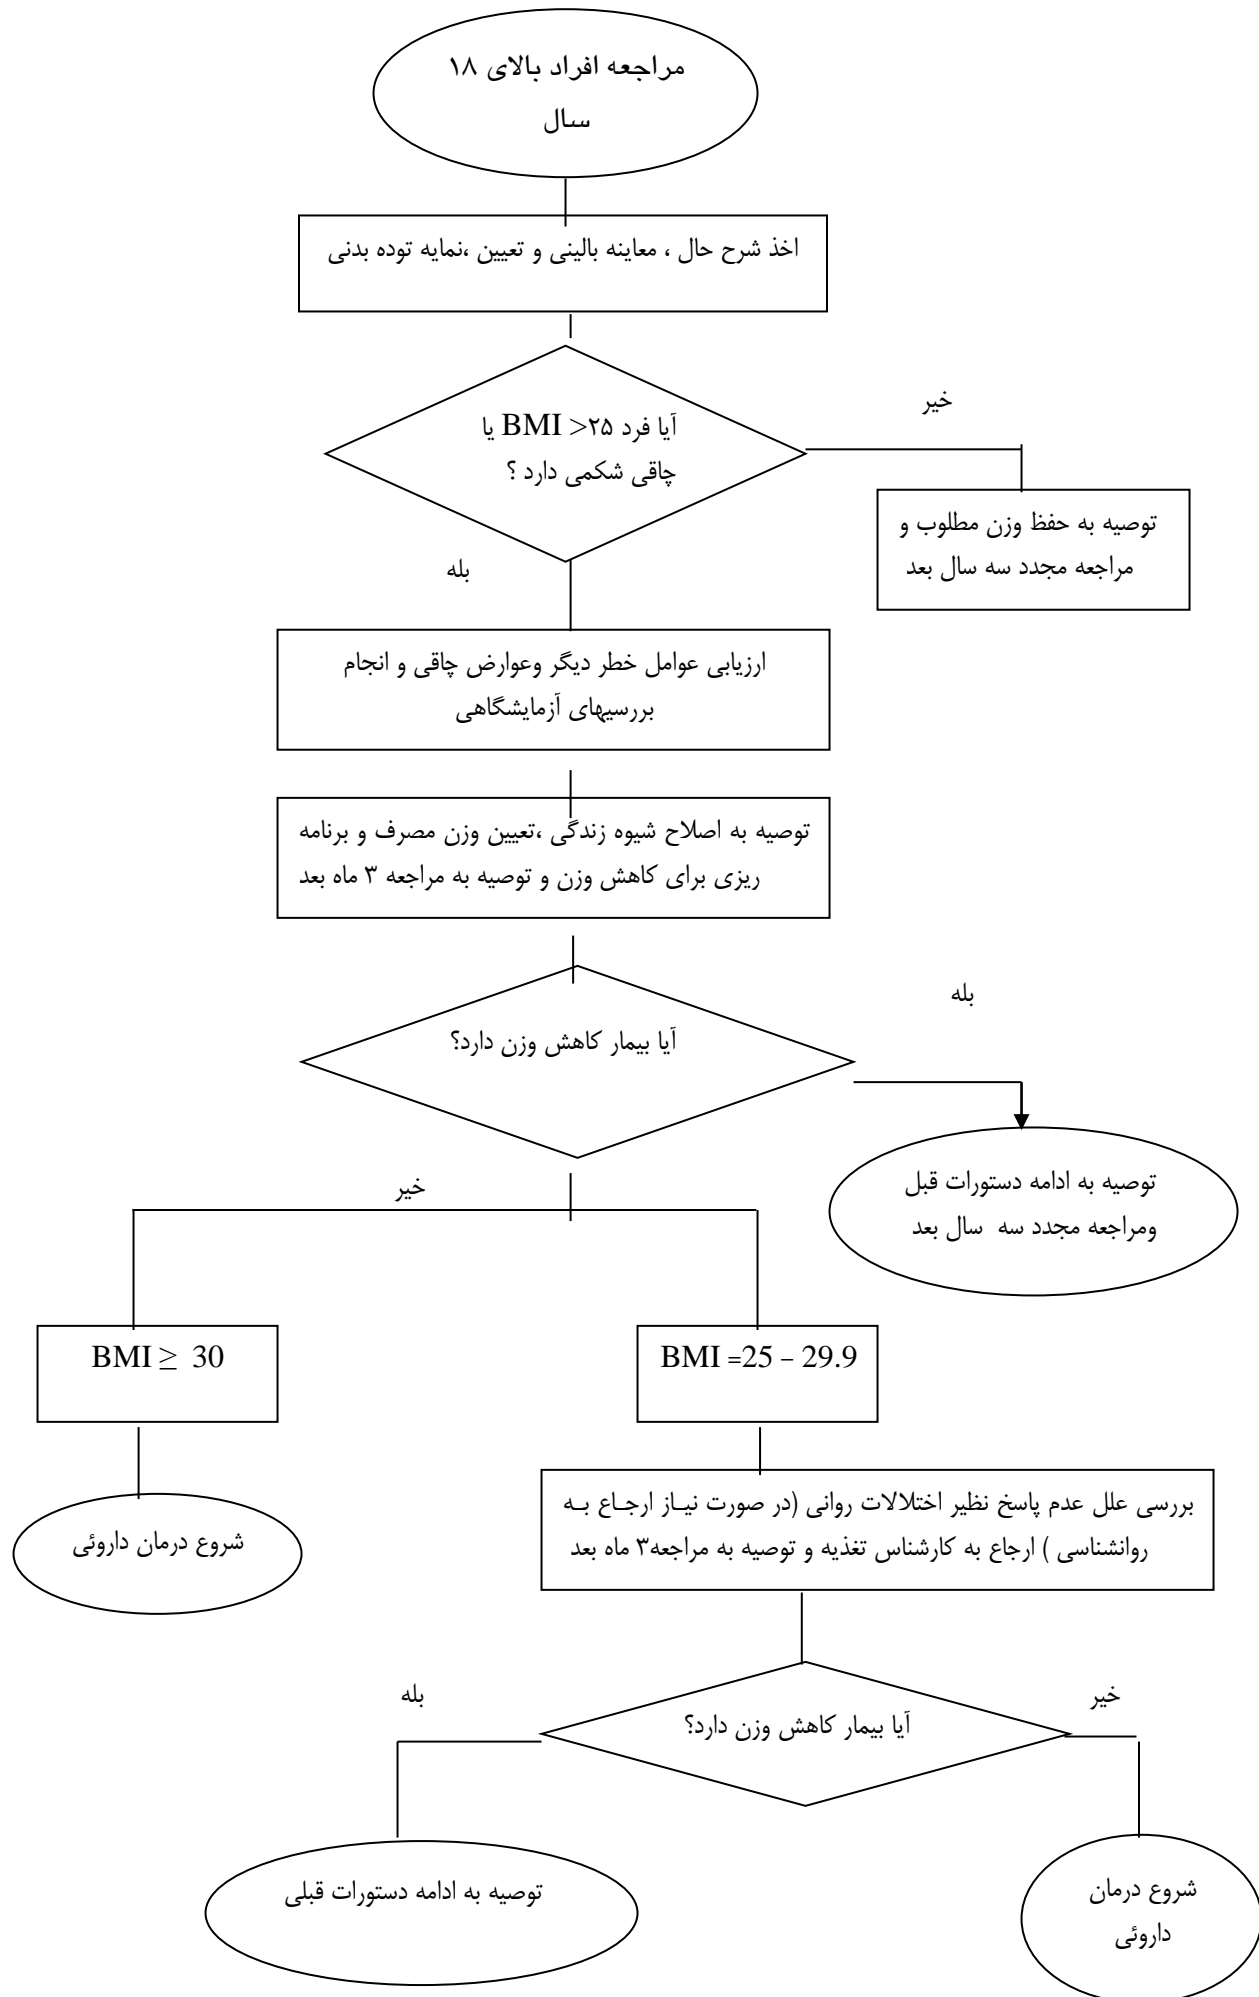 مراجعه افراد بالای ۱۸
سال
اخذ شرح حال ، معاینه بالینی و تعیین ،نمایه توده بدنی
آیا فرد BMI >۲۵ یا
چاقی شکمی دارد ؟
خیر
توصیه به حفظ وزن مطلوب و
مراجعه مجدد سه سال بعد
بله
ارزیابی عوامل خطر دیگر وعوارض چاقی و انجام
بررسیهای آزمایشگاهی
توصیه به اصلاح شیوه زندگی ،تعیین وزن مصرف و برنامه
ریزی برای کاهش وزن و توصیه به مراجعه ۳ ماه بعد
آیا بیمار کاهش وزن دارد؟
بله
توصیه به ادامه دستورات قبل
ومراجعه مجدد سه سال بعد
خیر
BMI =25 – 29.9
BMI ≥ 30
بررسی علل عدم پاسخ نظیر اختلالات روانی (در صورت نیـاز ارجـاع بـه
روانشناسی ) ارجاع به کارشناس تغذیه و توصیه به مراجعه۳ ماه بعد
شروع درمان داروئی
آیا بیمار کاهش وزن دارد؟
خیر
بله
شروع درمان
داروئی
توصیه به ادامه دستورات قبلی